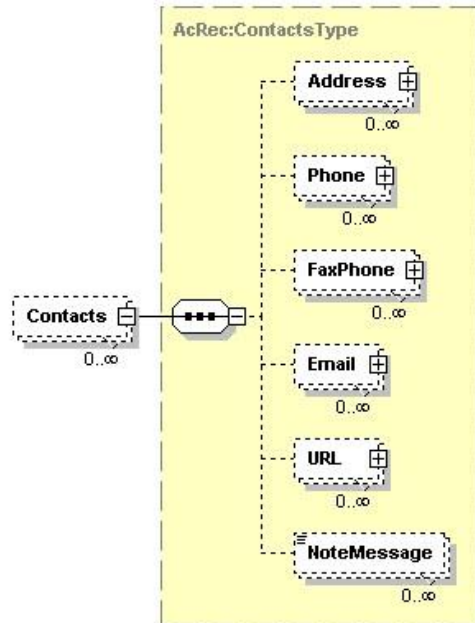 AcRec:ContactsType
Address
0..∞
Phone
0..∞
FaxPhone
0..∞
Contacts
0..∞
Email
0..∞
URL
0..∞
NoteMessage
0..∞